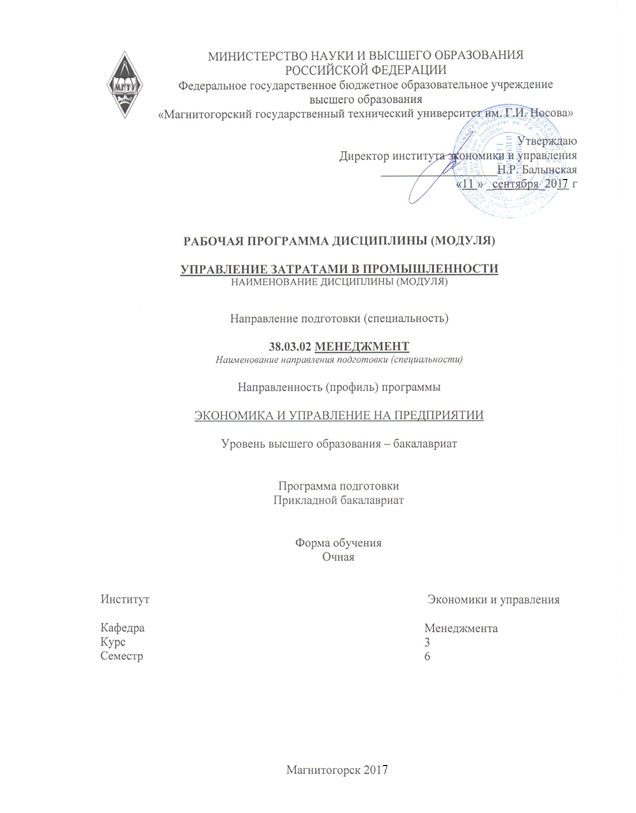 МИНИСТЕРСТВО НАУКИ И ВЫСШЕГО ОБРАЗОВАНИЯ
РОССИЙСКОЙ ФЕДЕРАЦИИ
Федеральное государственное бюджетное образовательное учреждение
высшего образования
«Магнитогорский государственный технический университет им. Г.И. Носова»
МГТУ
Утверждаю
Директор института экономики и управления
Н.Р. Балынская
«11» сентября 2017 г
РАБОЧАЯ ПРОГРАММА ДИСЦИПЛИНЫ (МОДУЛЯ)
УПРАВЛЕНИЕ ЗАТРАТАМИ В ПРОМЫШЛЕННОСТИ
НАИМЕНОВАНИЕ ДИСЦИПЛИНЫ (МОДУЛЯ)
Направление подготовки (специальность)
38.03.02 МЕНЕДЖМЕНТ
Наименование направления подготовки (специальности)
Направленность (профиль) программы
ЭКОНОМИКА И УПРАВЛЕНИЕ НА ПРЕДПРИЯТИИ
Уровень высшего образования – бакалавриат
Программа подготовки
Прикладной бакалавриат
Форма обучения
Очная
Институт Экономики и управления
Кафедра Менеджмента
Курс 3
Семестр 6
Магнитогорск 2017